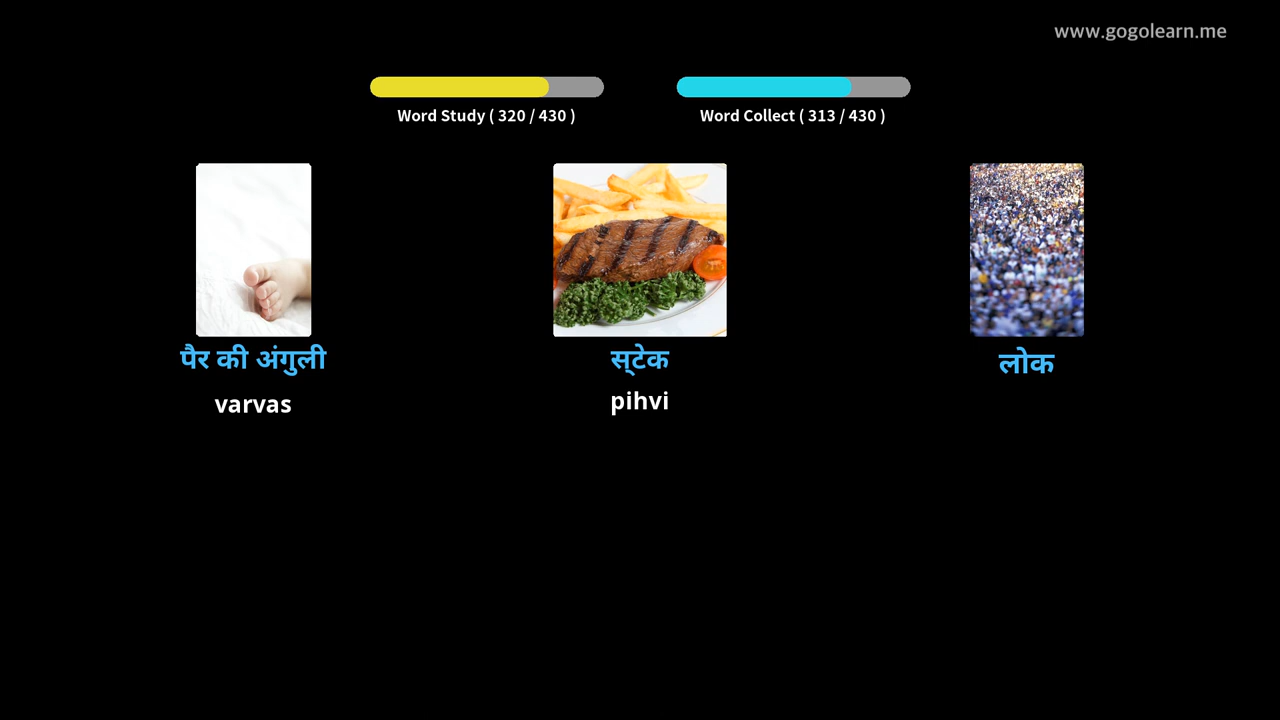 www.gogolearn.me
Word Study ( 320 / 430 )
Word Collect ( 313 / 430 )
पैर की अंगुली
स्टेक
लोक
varvas
pihvi